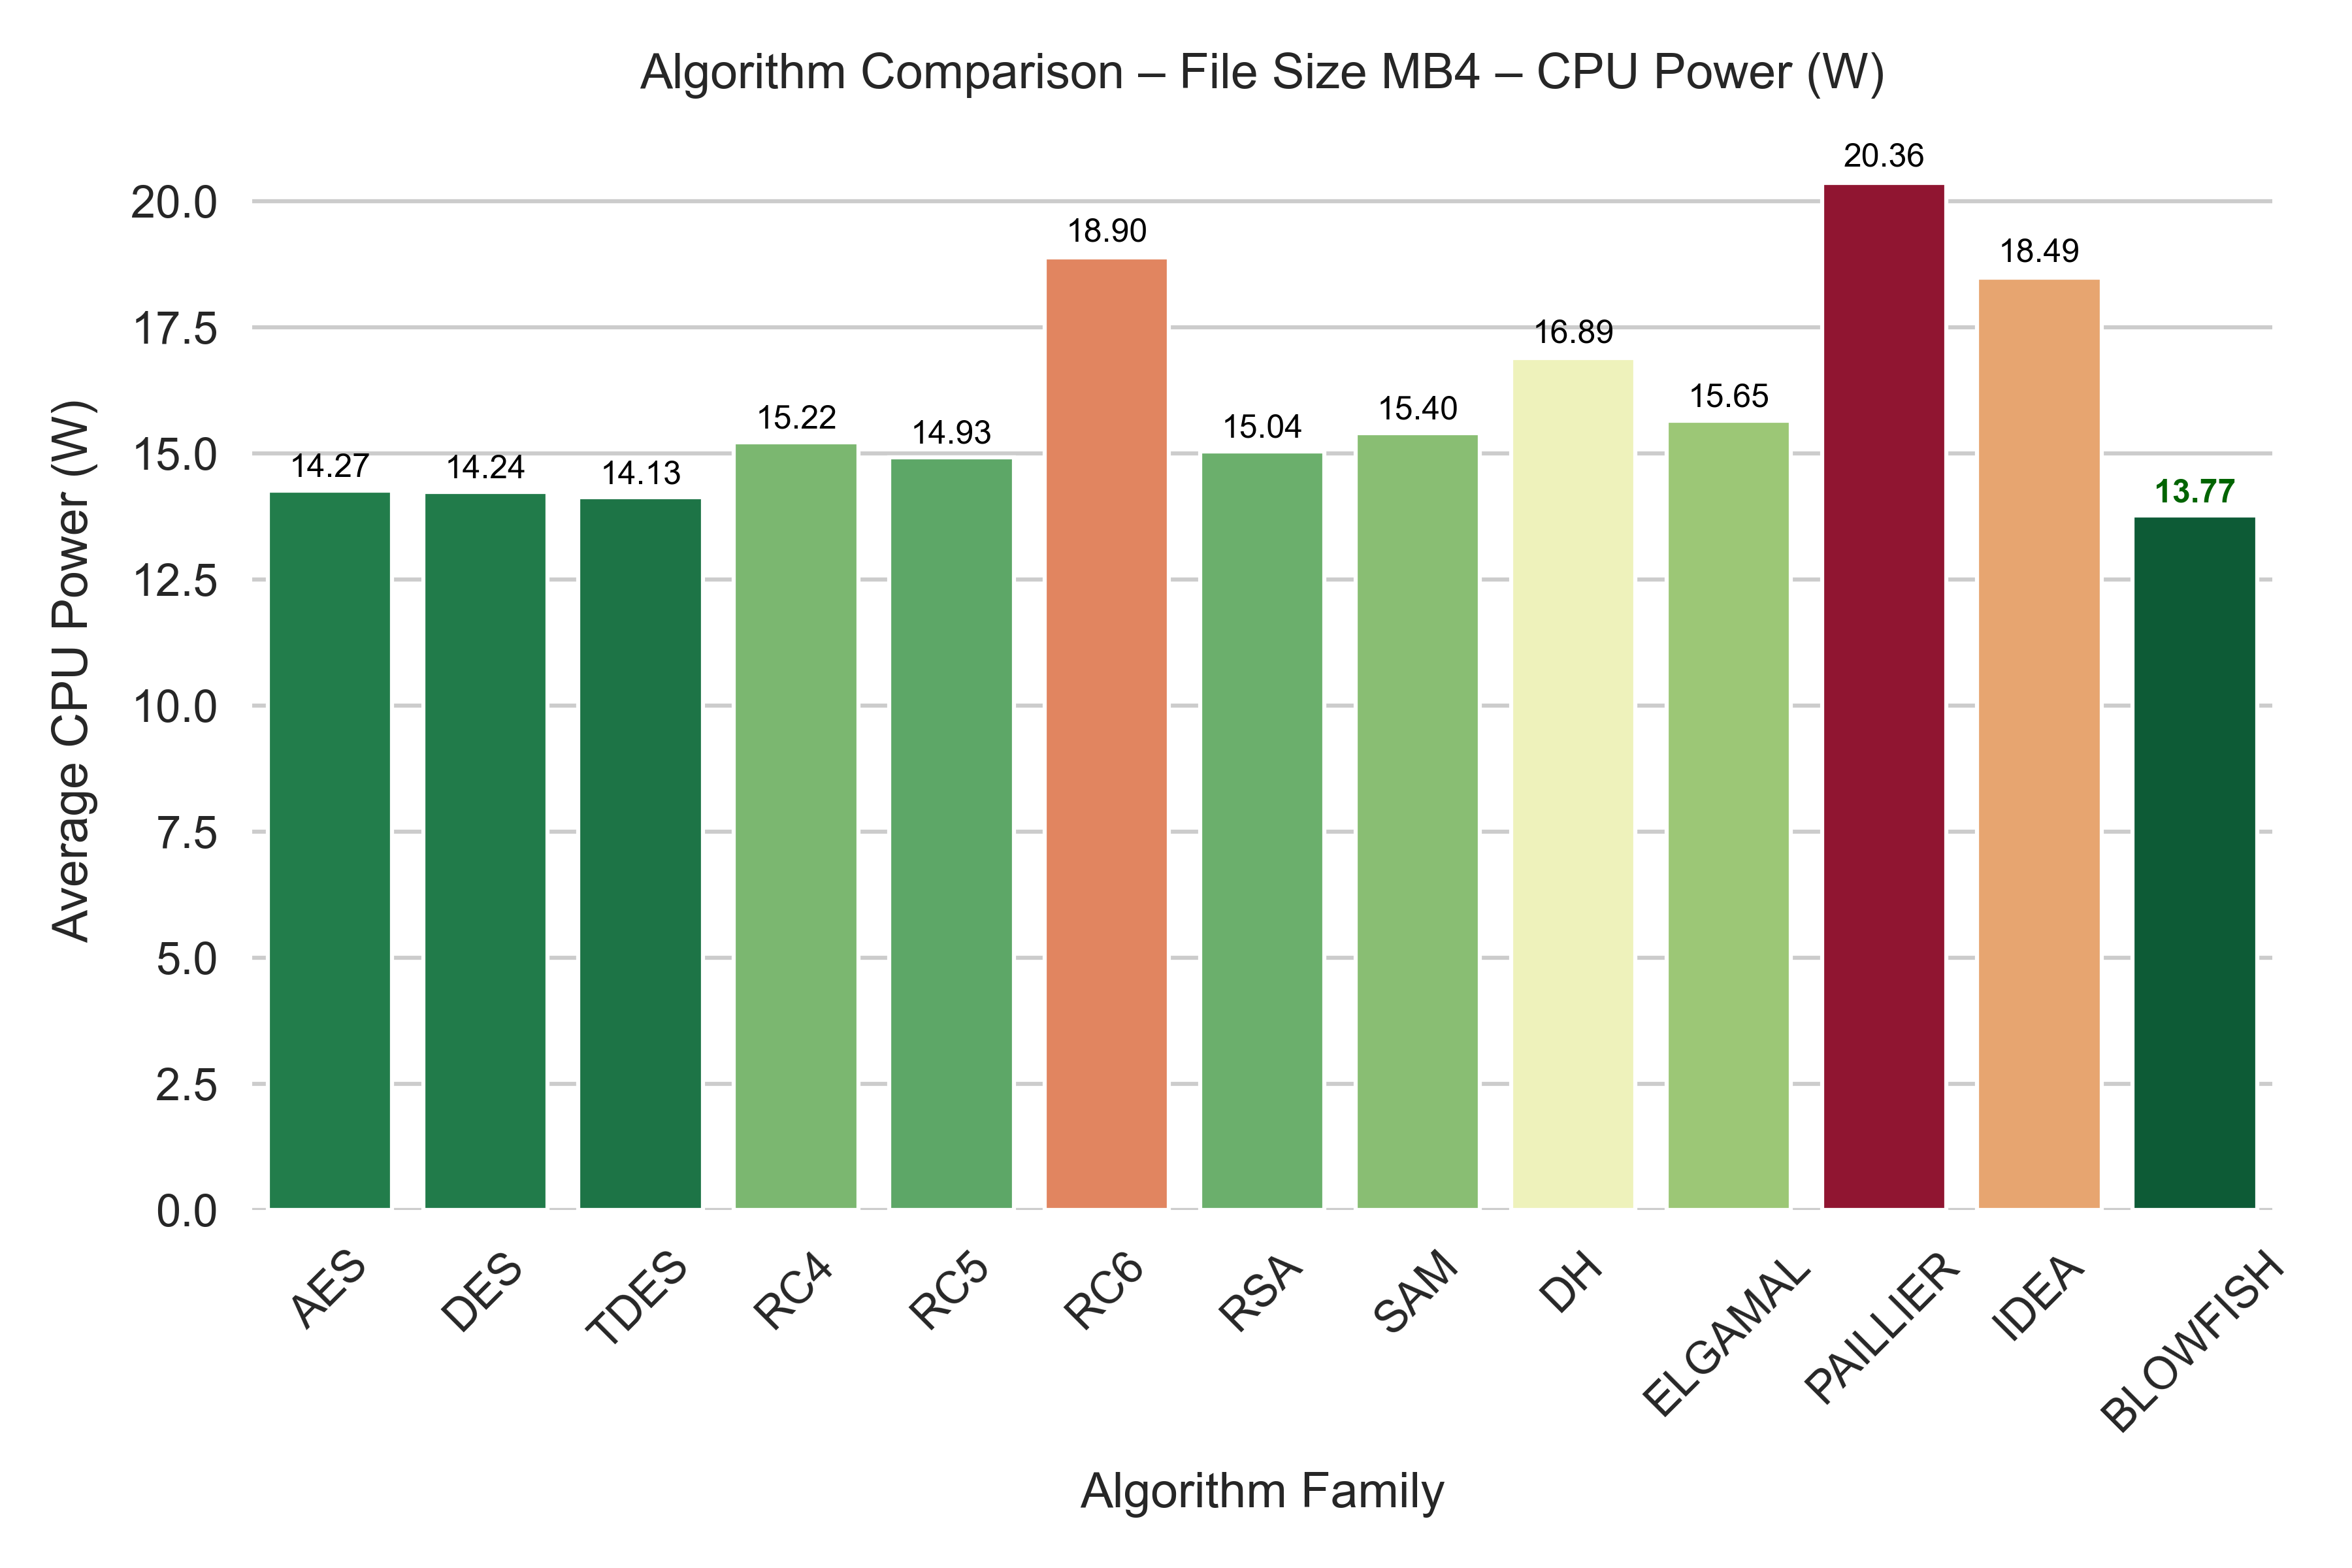 Algorithm Comparison – File Size MB4 – CPU Power (W)
Average CPU Power (W)
20.0
17.5
15.0
12.5
10.0
7.5
5.0
2.5
0.0
14.27
14.24
14.13
15.22
14.93
18.90
15.04
15.40
16.89
15.65
20.36
18.49
13.77
AES
DES
TDES
RC4
RC5
RC6
RSA
SAM
DH
ELGAMAL
PAILLIER
IDEA
BLOWFISH
Algorithm Family